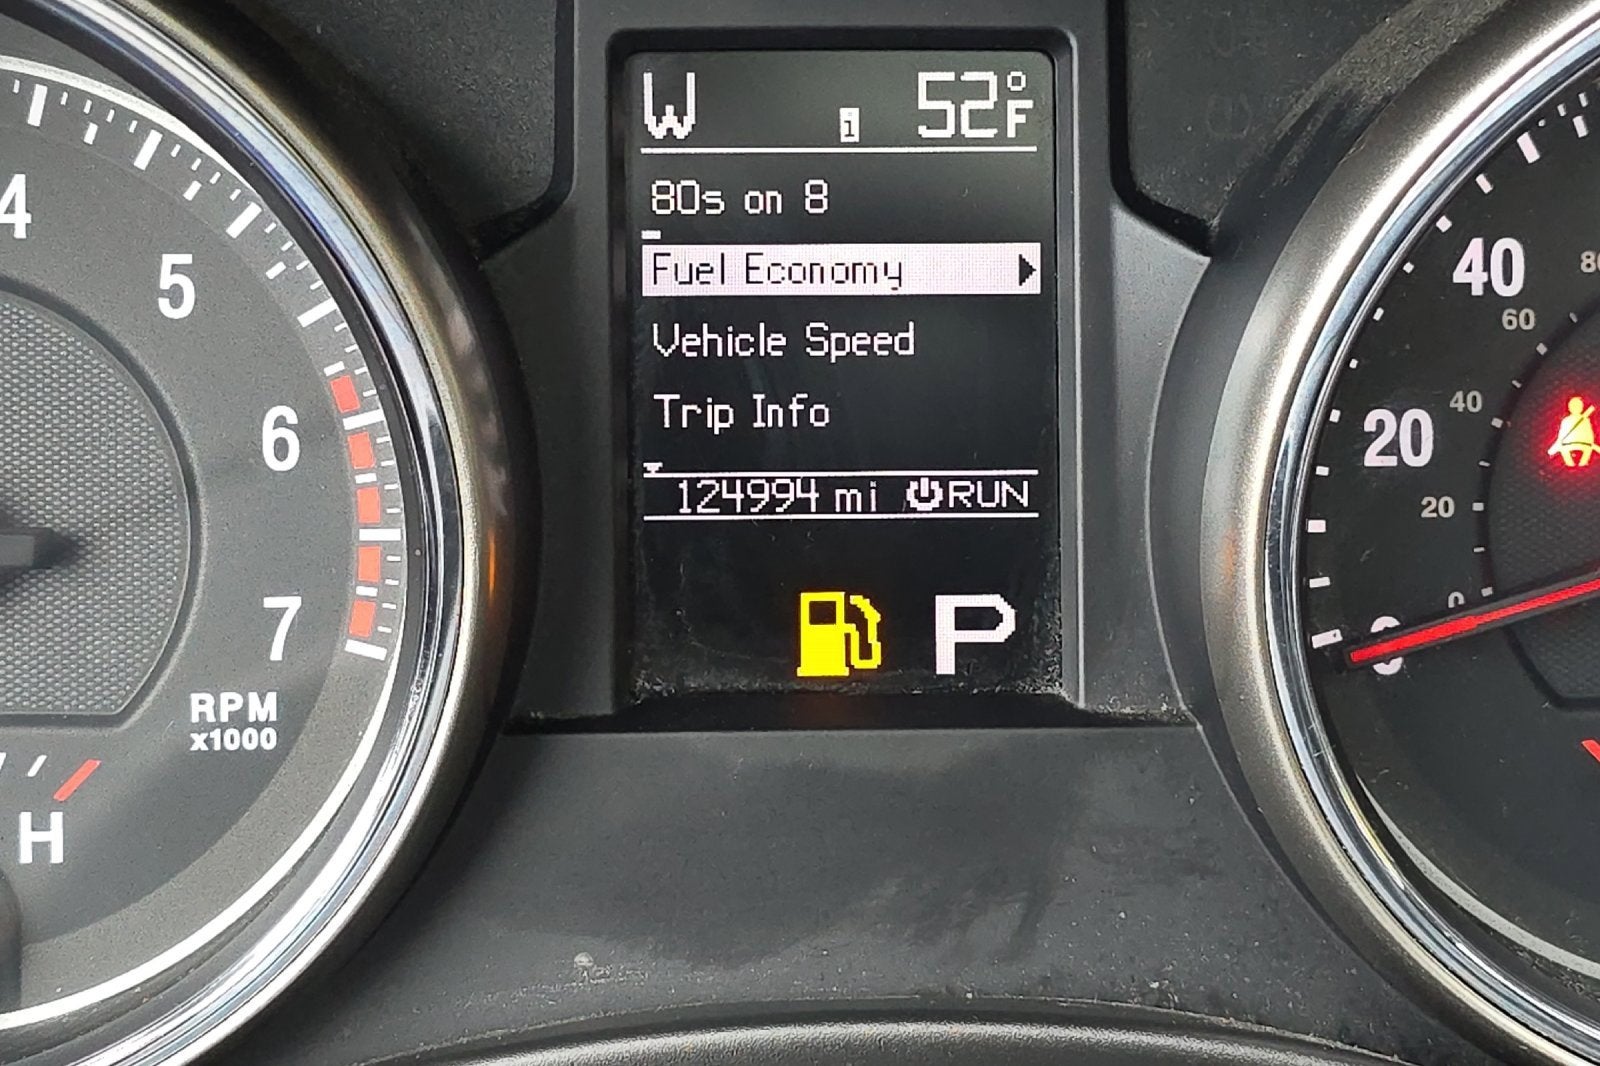 W i 52°F
80s on 8
Fuel Economy
Vehicle Speed
Trip Info
124994 mi RUN
P
4
5
6
7
RPM
x1000
H
40
60
20
40
20
0
0